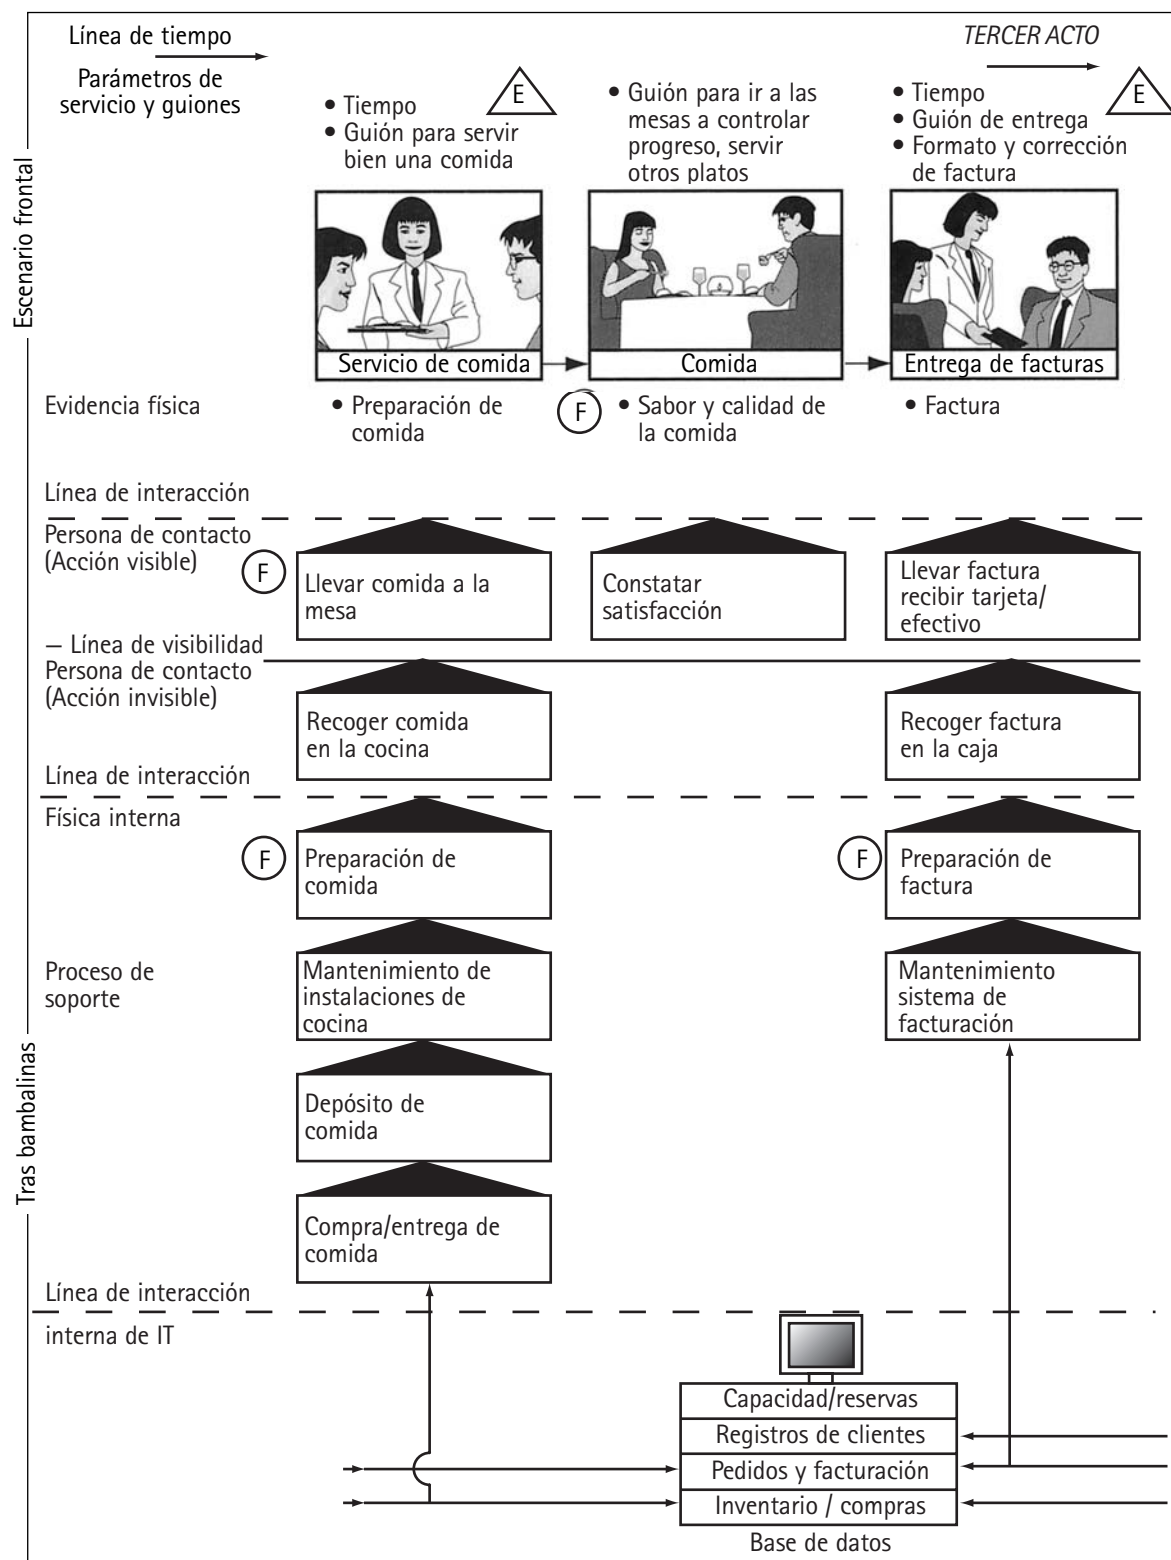 Línea de tiempo
TERCER ACTO
Parámetros de
servicio y guiones
• Tiempo
• Guión para servir
bien una comida
E
• Guión para ir a las
mesas a controlar
progreso, servir
otros platos
• Tiempo
• Guión de entrega
• Formato y corrección
de factura
E
Escenario frontal
Servicio de comida
Comida
Entrega de facturas
Evidencia física
• Preparación de
comida
F
• Sabor y calidad de
la comida
• Factura
Línea de interacción
Persona de contacto
(Acción visible)
F
Llevar comida a la
mesa
Constatar
satisfacción
Llevar factura
recibir tarjeta/
efectivo
– Línea de visibilidad
Persona de contacto
(Acción invisible)
Recoger comida
en la cocina
Recoger factura
en la caja
Línea de interacción
Física interna
F
Preparación de
comida
F
Preparación de
factura
Proceso de
soporte
Mantenimiento de
instalaciones de
cocina
Mantenimiento
sistema de
facturación
Tras bambalinas
Depósito de
comida
Compra/entrega de
comida
Línea de interacción
interna de IT
Capacidad/reservas
Registros de clientes
Pedidos y facturación
Inventario / compras
Base de datos